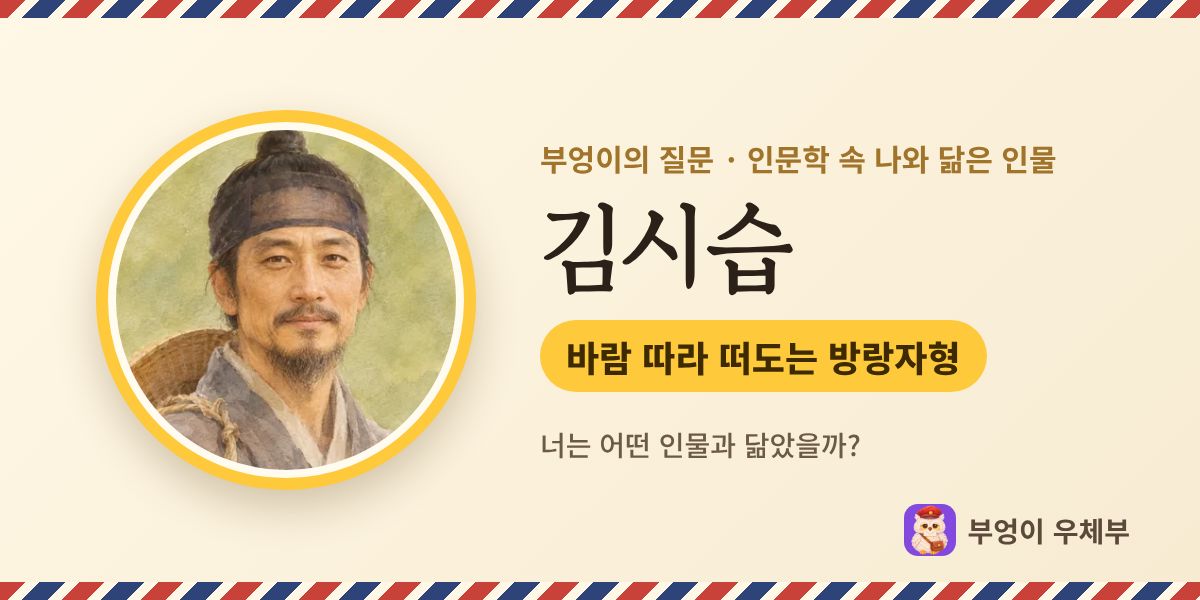 부엉이의 질문 · 인문학 속 나와 닮은 인물
김시습
바람 따라 떠도는 방랑자형
너는 어떤 인물과 닮았을까?
부엉이 우체부